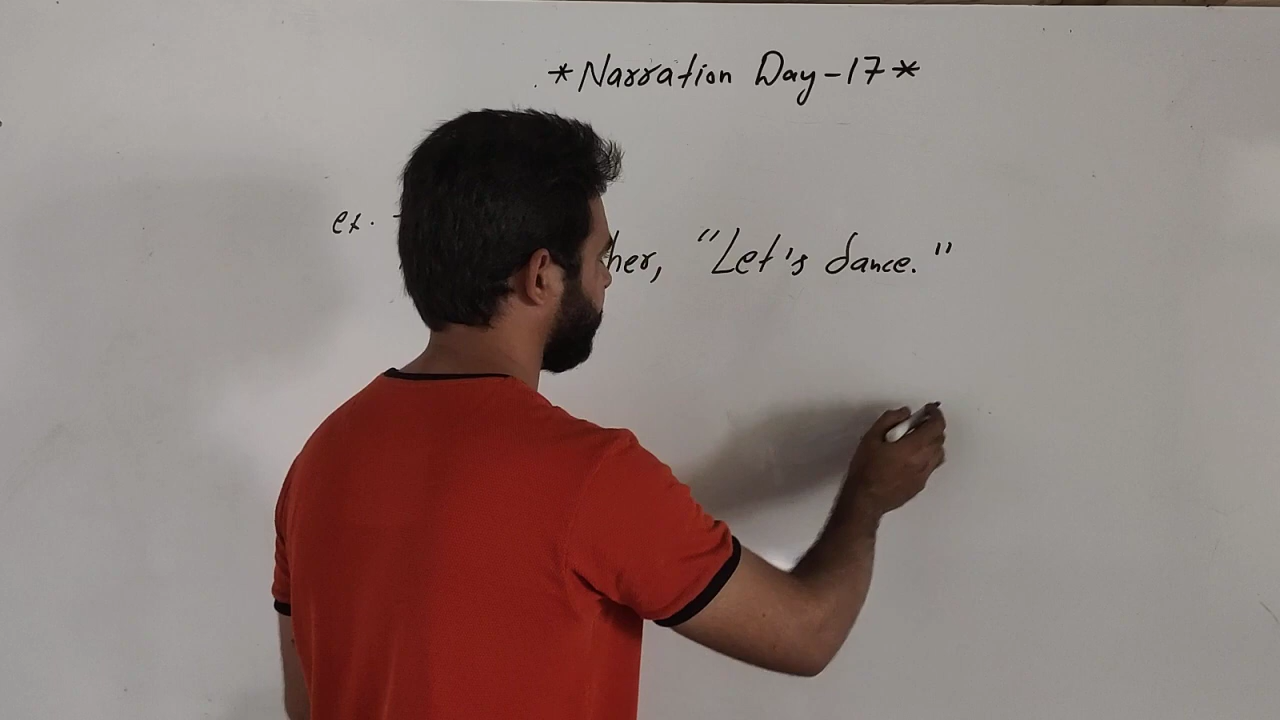 *Narration Day-17*
ex. her, "Let's dance."